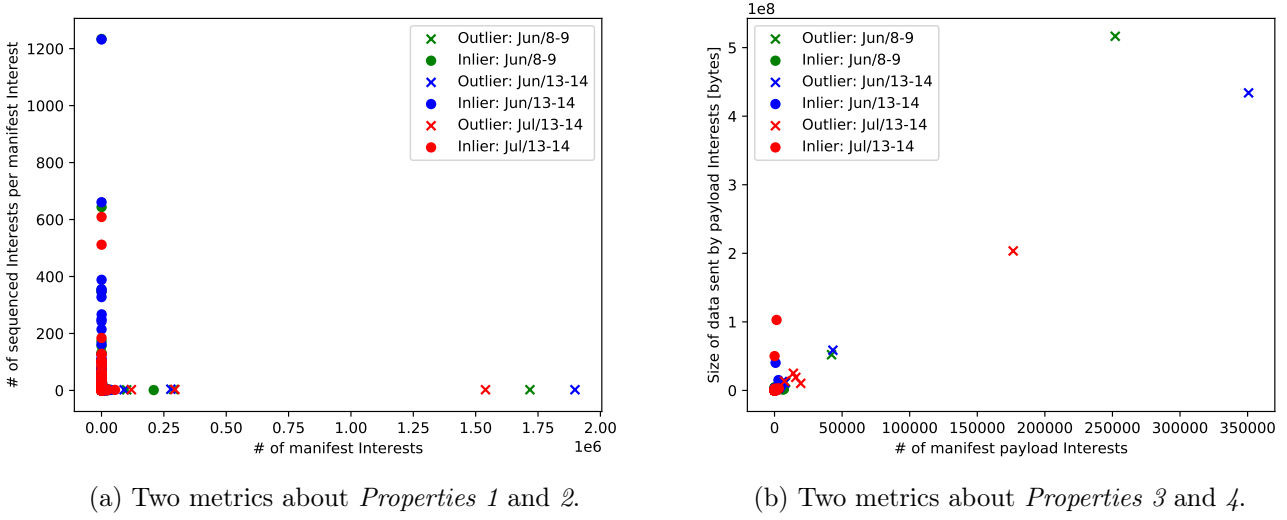 Outlier: Jun/8-9
Inlier: Jun/8-9
Outlier: Jun/13-14
Inlier: Jun/13-14
Outlier: Jul/13-14
Inlier: Jul/13-14
1200
1000
800
600
400
200
0
# of sequenced Interests per manifest Interest
0.00 0.25 0.50 0.75 1.00 1.25 1.50 1.75 2.00
1e6
# of manifest Interests
(a) Two metrics about Properties 1 and 2.
1e8
Outlier: Jun/8-9
Inlier: Jun/8-9
Outlier: Jun/13-14
Inlier: Jun/13-14
Outlier: Jul/13-14
Inlier: Jul/13-14
5
4
3
2
1
0
Size of data sent by payload Interests [bytes]
0 50000 100000 150000 200000 250000 300000 350000
# of manifest payload Interests
(b) Two metrics about Properties 3 and 4.